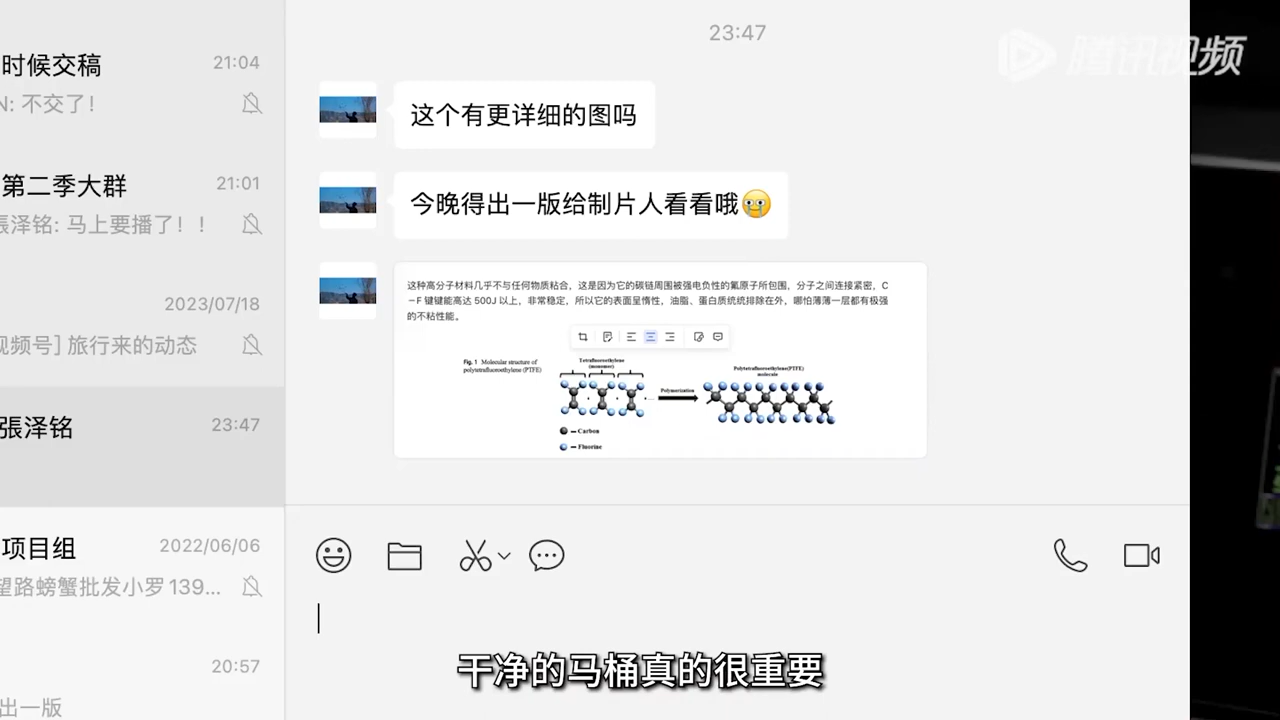 时候交稿
21:04
N: 不交了!
第二季大群
21:01
張泽铭: 马上要播了!!
2023/07/18
视频号] 旅行来的动态
張泽铭
23:47
项目组
2022/06/06
望路螃蟹批发小罗139...
20:57
出一版
23:47
这个有更详细的图吗
今晚得出一版给制片人看看哦
这种高分子材料几乎不与任何物质粘合，这是因为它的碳链周围被强电负性的氟原子所包围，分子之间连接紧密，C
－F 键键能高达 500J 以上，非常稳定，所以它的表面呈惰性，油脂、蛋白质统统排除在外，哪怕薄薄一层都有极强
的不粘性能。
Fig. 1 Molecular structure of
polytetrafluoroethylene (PTFE)
Tetrafluoroethylene
(monomer)
Polymerization
Polytetrafluoroethylene(PTFE)
molecule
— Carbon
— Fluorine
腾讯视频
干净的马桶真的很重要